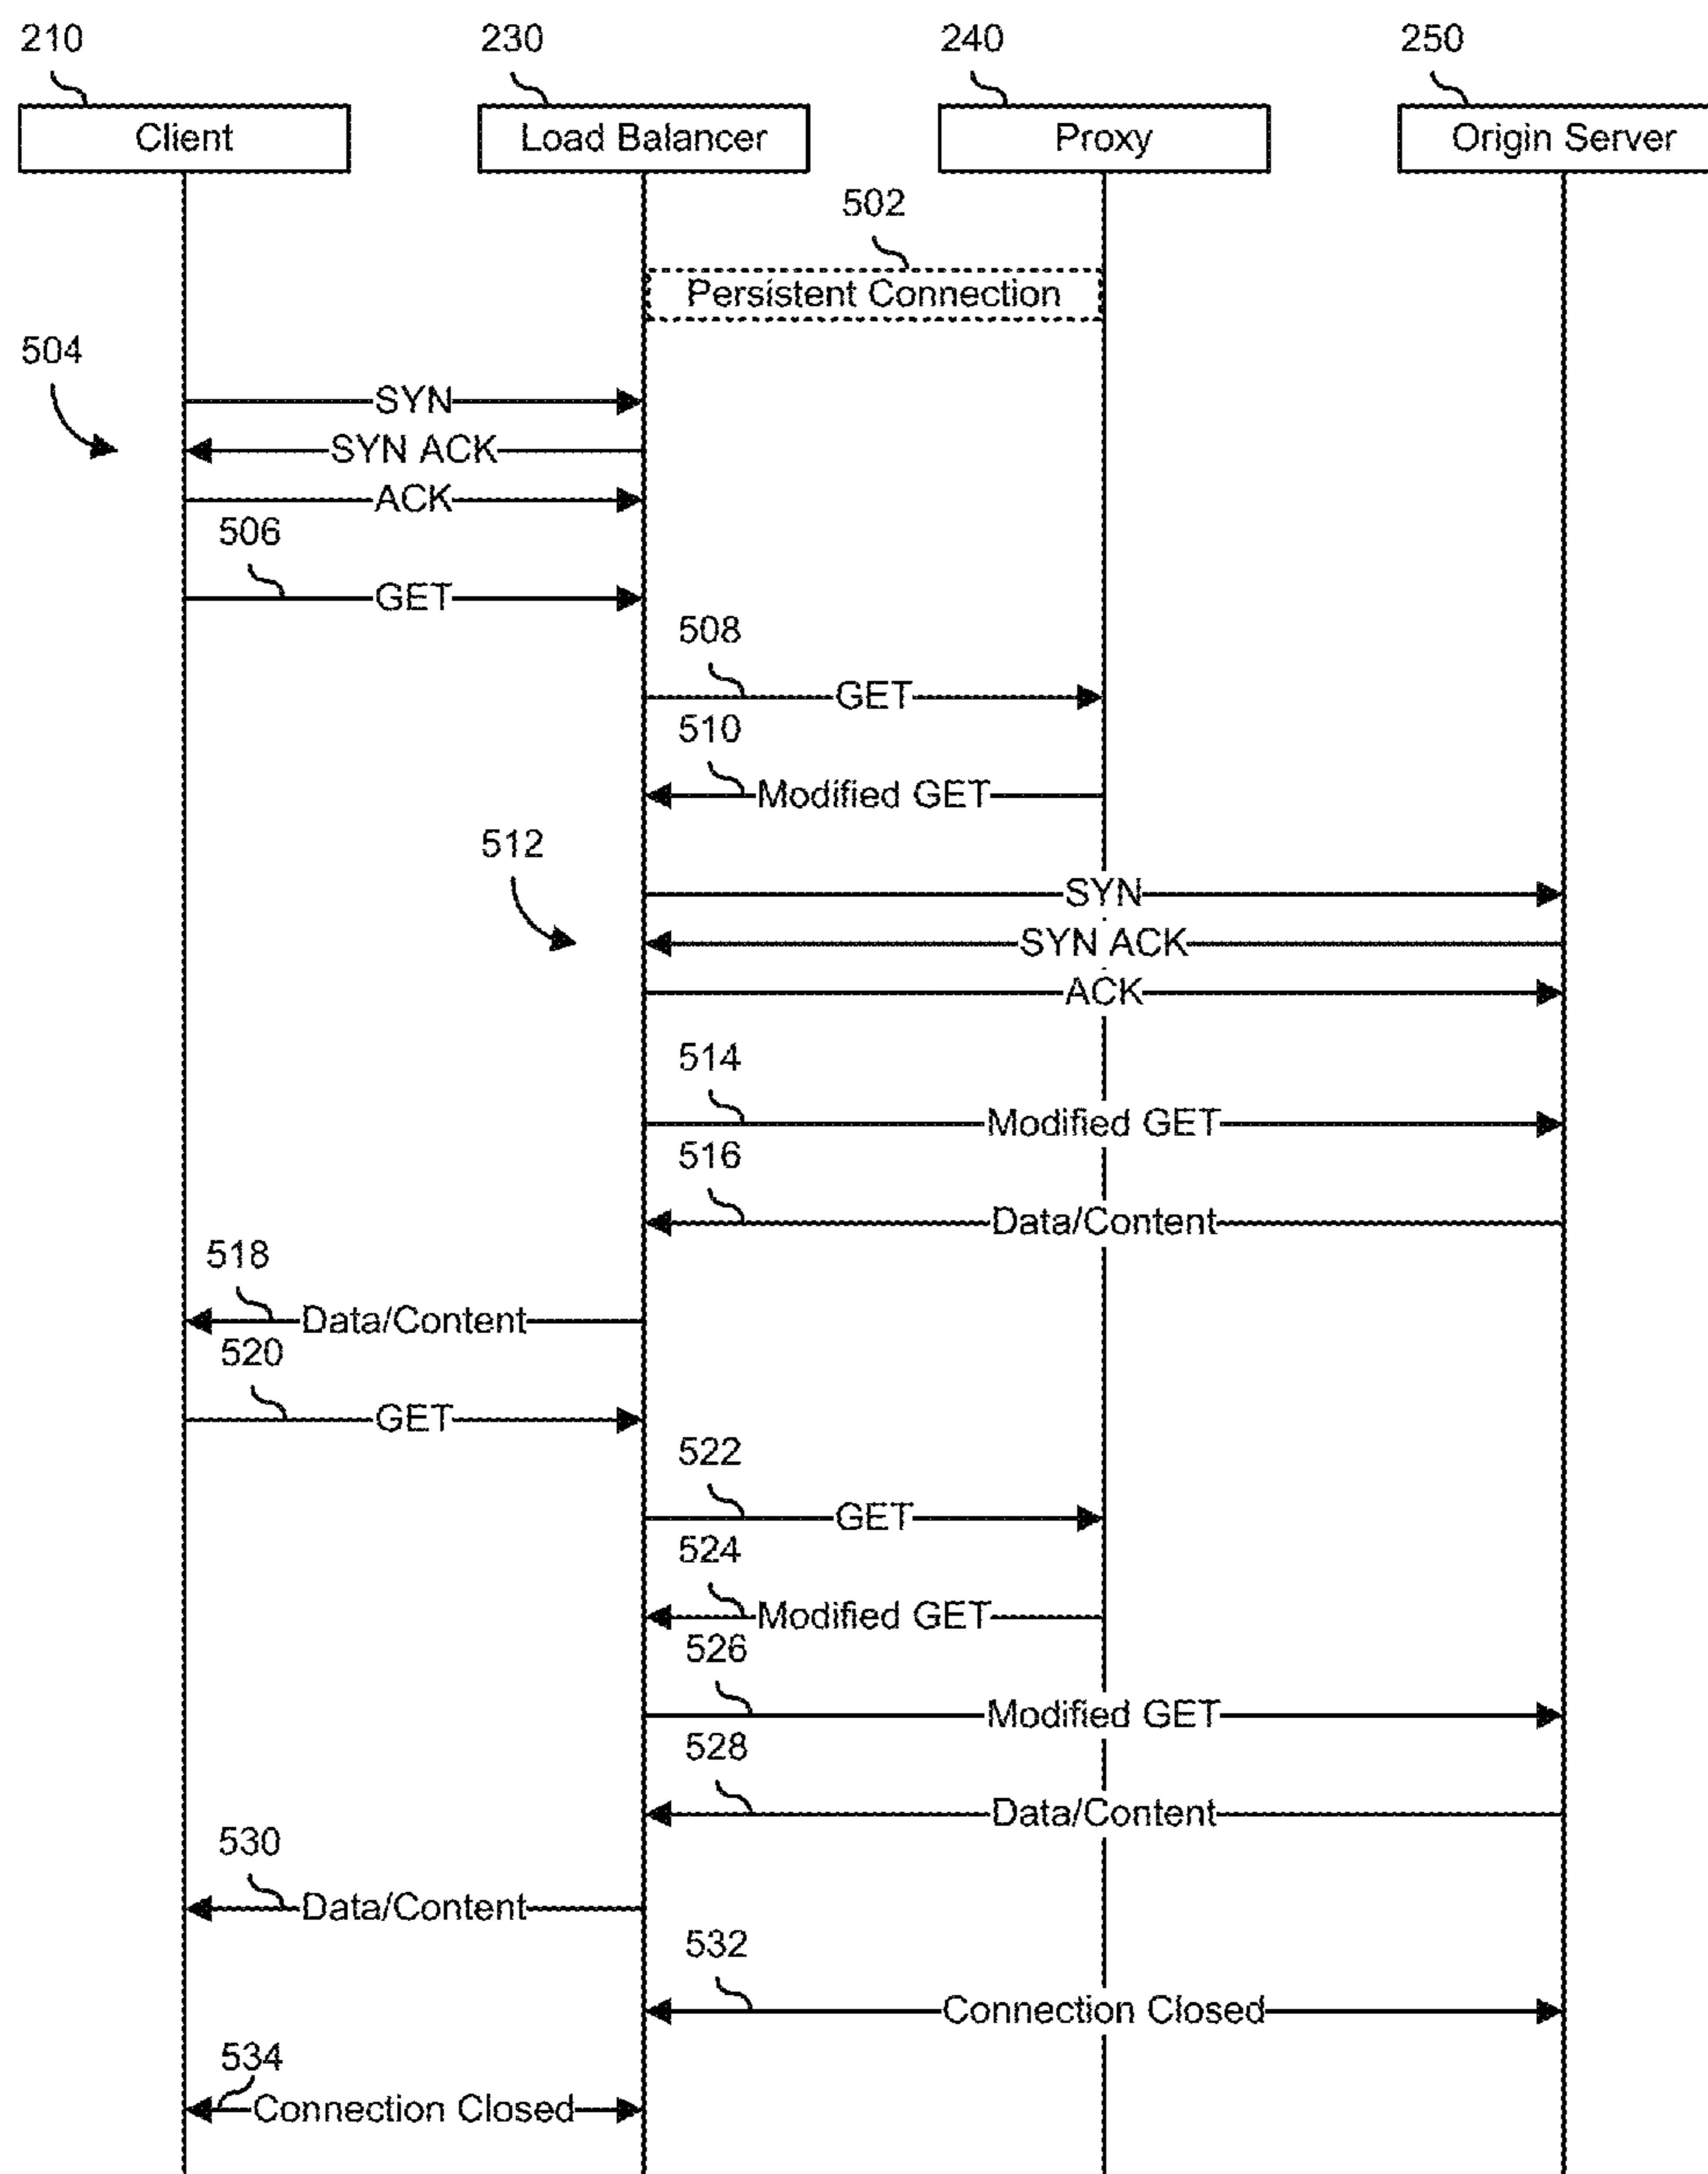 210 230 240 250
Client Load Balancer Proxy Origin Server
502
Persistent Connection
504
SYN
SYN ACK
ACK
506
GET
508
GET
510
Modified GET
512
SYN
SYN ACK
ACK
514
Modified GET
516
Data/Content
518
Data/Content
520
GET
522
GET
524
Modified GET
526
Modified GET
528
Data/Content
530
Data/Content
532
Connection Closed
534
Connection Closed